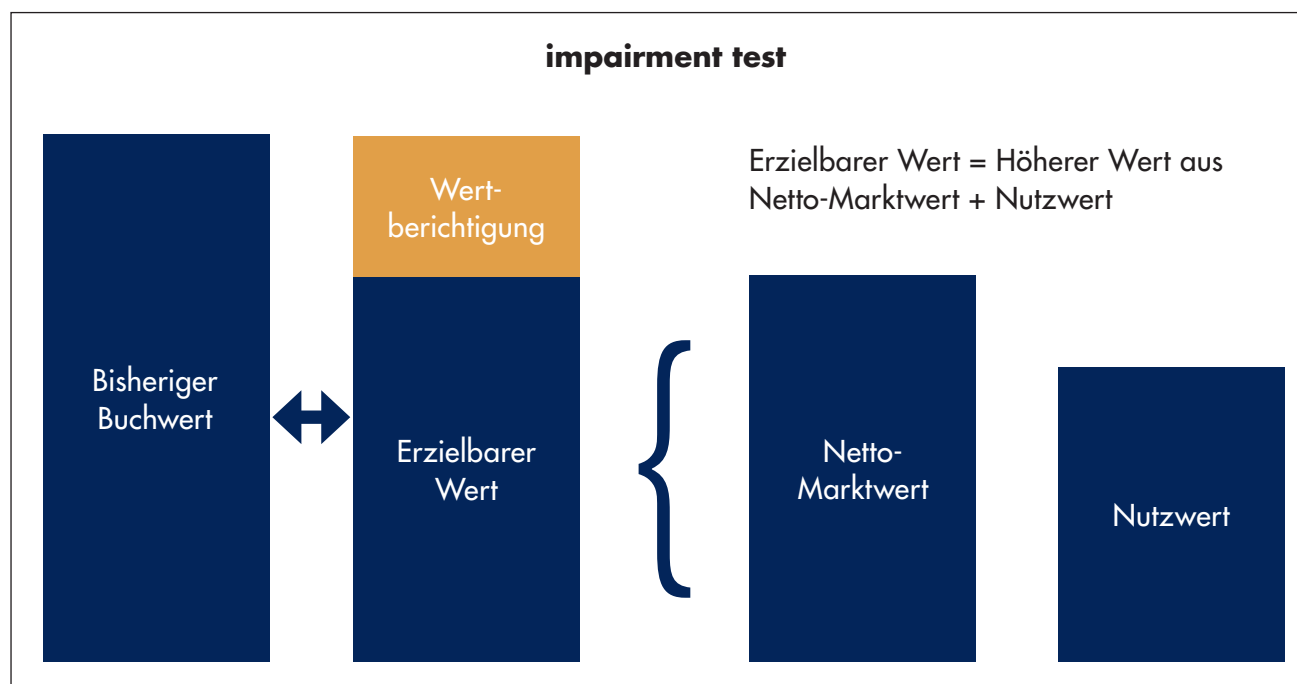 impairment test
Wert-
berichtigung
Erzielbarer Wert = Höherer Wert aus
Netto-Marktwert + Nutzwert
Bisheriger
Buchwert
Erzielbarer
Wert
Netto-
Marktwert
Nutzwert